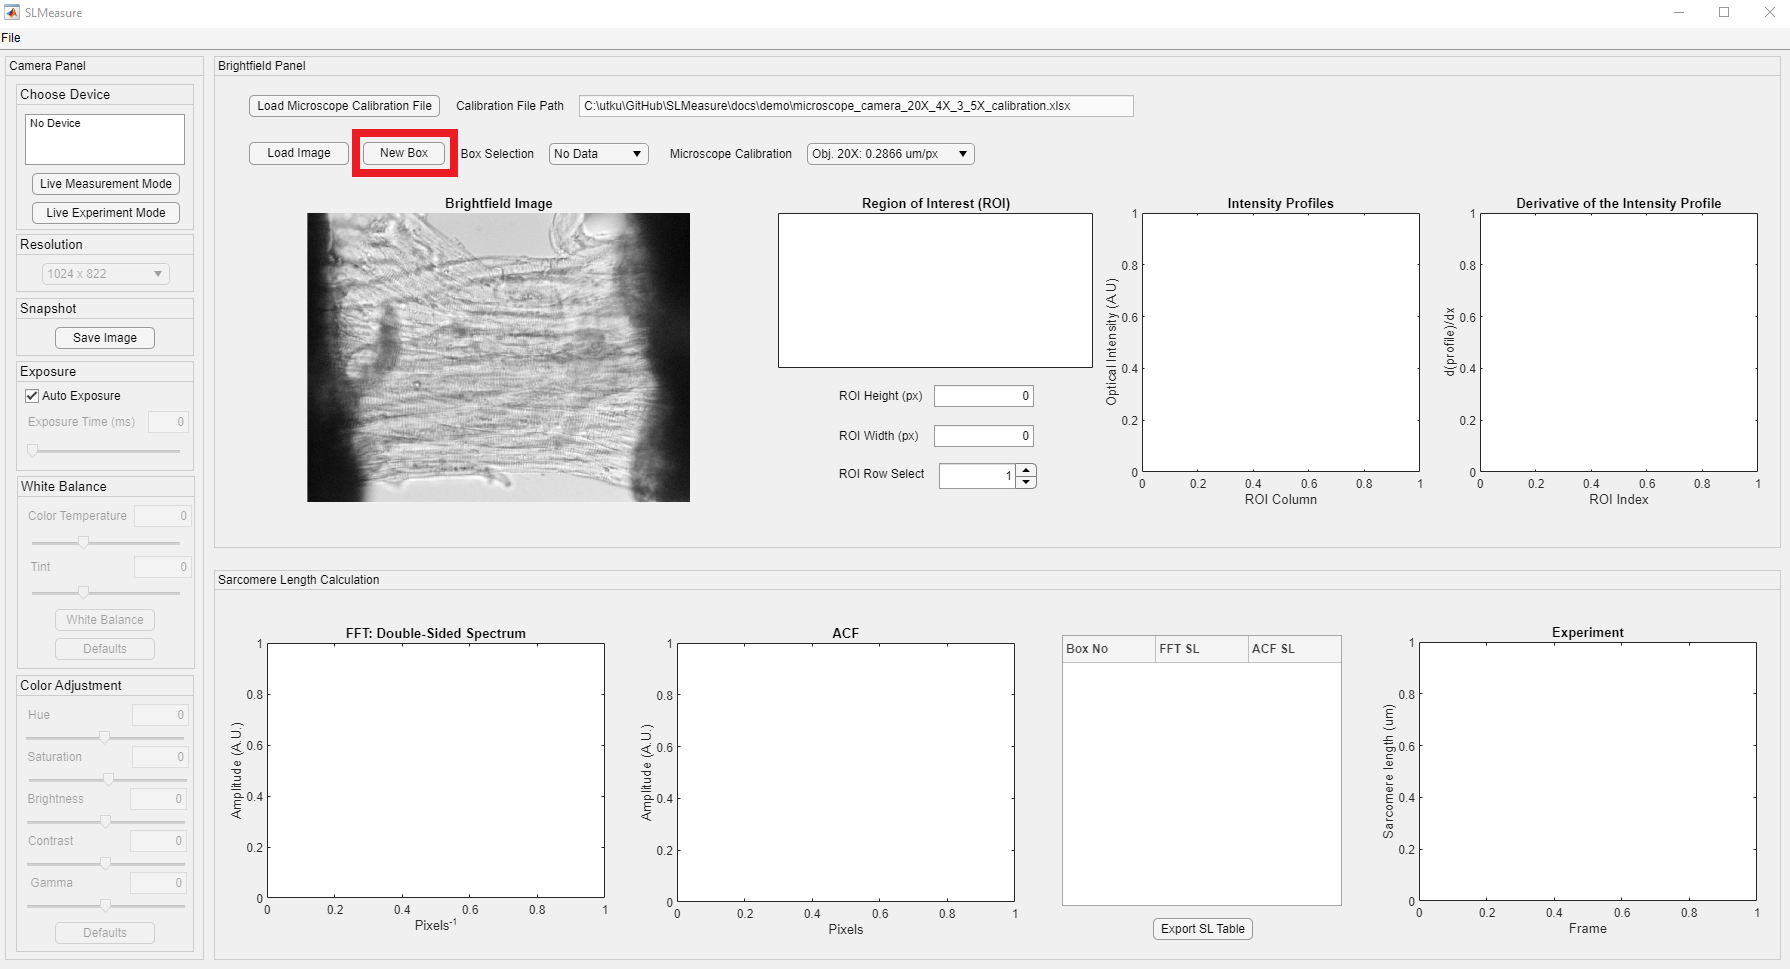 SLMeasure
File
Camera Panel
Choose Device
No Device
Live Measurement Mode
Live Experiment Mode
Resolution
1024 x 822
Snapshot
Save Image
Exposure
Auto Exposure
Exposure Time (ms) 0
White Balance
Color Temperature 0
Tint 0
White Balance
Defaults
Color Adjustment
Hue 0
Saturation 0
Brightness 0
Contrast 0
Gamma 0
Defaults
Brightfield Panel
Load Microscope Calibration File Calibration File Path C:\utku\GitHub\SLMeasure\docs\demo\microscope_camera_20X_4X_3_5X_calibration.xlsx
Load Image New Box Box Selection No Data Microscope Calibration Obj. 20X: 0.2866 um/px
Brightfield Image
Region of Interest (ROI)
ROI Height (px) 0
ROI Width (px) 0
ROI Row Select 1
Intensity Profiles
Optical Intensity (A.U)
1
0.8
0.6
0.4
0.2
0
0 0.2 0.4 0.6 0.8 1
ROI Column
Derivative of the Intensity Profile
d(profile)/dx
1
0.8
0.6
0.4
0.2
0
0 0.2 0.4 0.6 0.8 1
ROI Index
Sarcomere Length Calculation
FFT: Double-Sided Spectrum
Amplitude (A.U.)
1
0.8
0.6
0.4
0.2
0
0 0.2 0.4 0.6 0.8 1
Pixels⁻¹
ACF
Amplitude (A.U.)
1
0.8
0.6
0.4
0.2
0
0 0.2 0.4 0.6 0.8 1
Pixels
Box No FFT SL ACF SL
Export SL Table
Experiment
Sarcomere length (um)
1
0.8
0.6
0.4
0.2
0
0 0.2 0.4 0.6 0.8 1
Frame